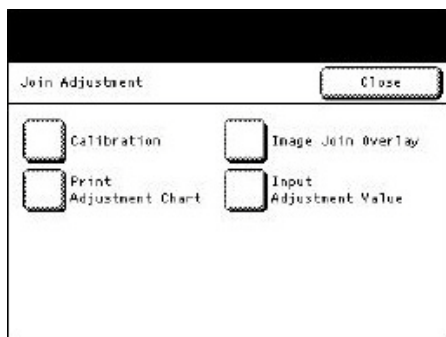 Join Adjustment
Close
Calibration
Image Join Overlay
Print
Adjustment Chart
Input
Adjustment Value